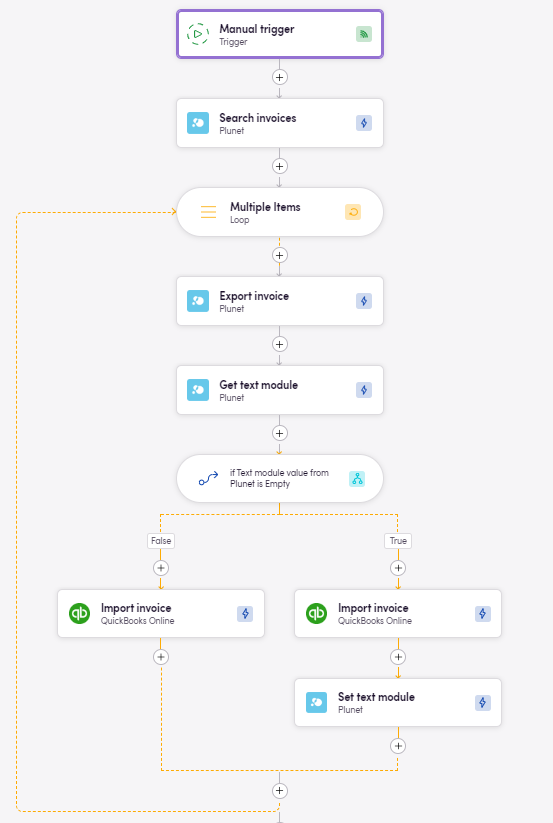 Manual trigger
Trigger
Search invoices
Plunet
Multiple Items
Loop
Export invoice
Plunet
Get text module
Plunet
if Text module value from
Plunet is Empty
False
True
qb
Import invoice
QuickBooks Online
qb
Import invoice
QuickBooks Online
Set text module
Plunet